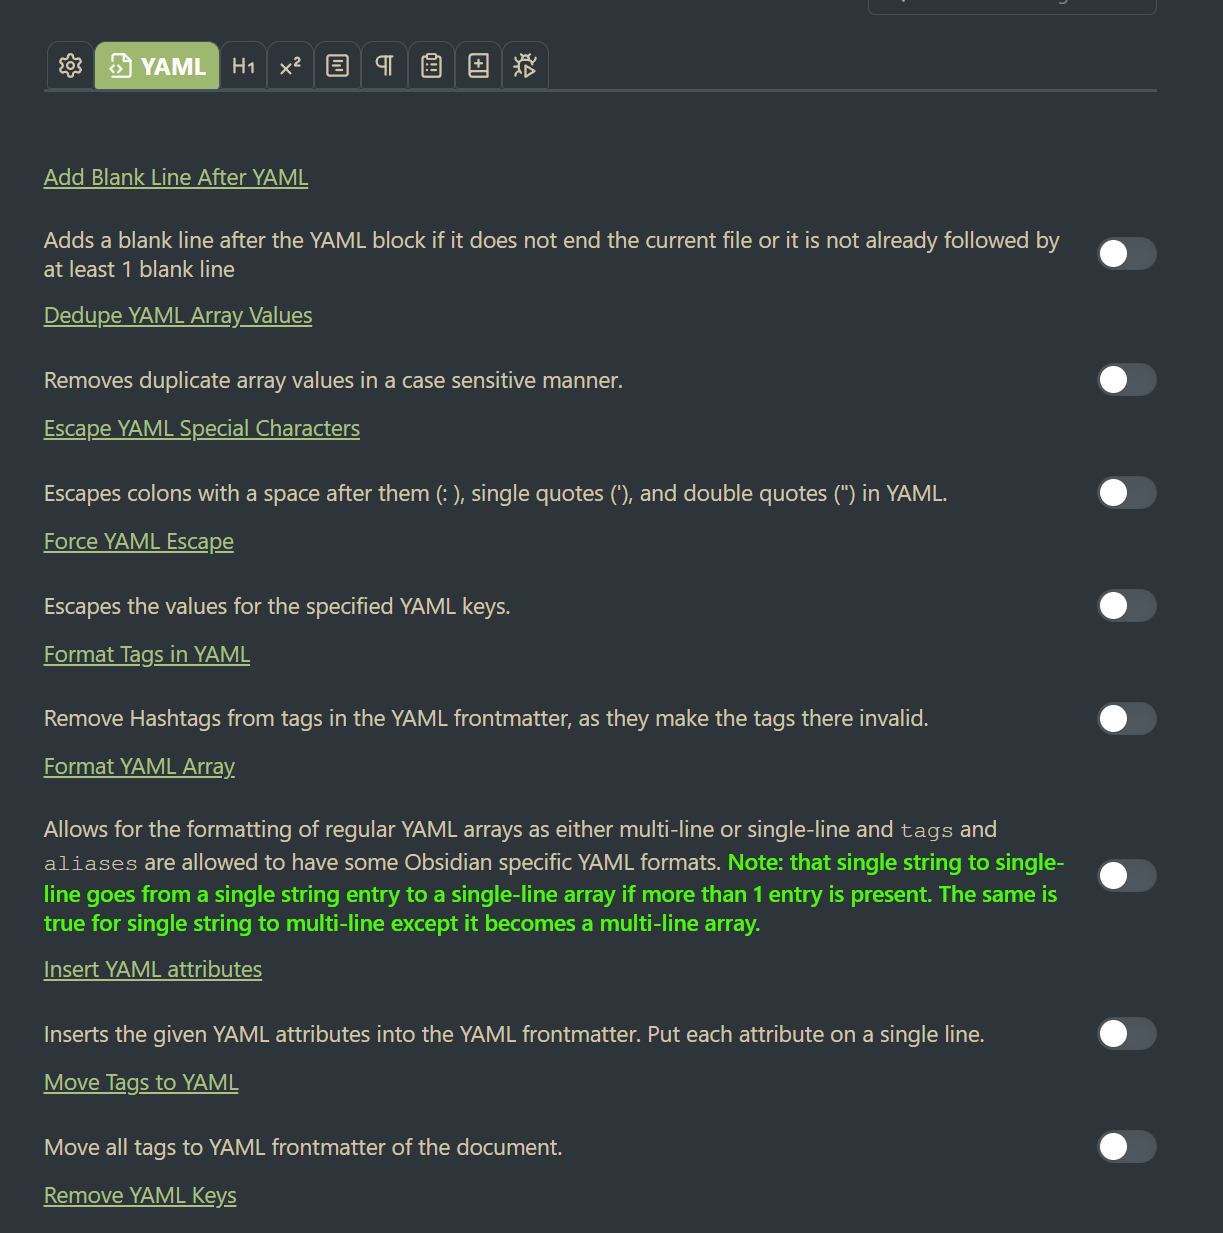 YAML H1 x²
Add Blank Line After YAML
Adds a blank line after the YAML block if it does not end the current file or it is not already followed by
at least 1 blank line
Dedupe YAML Array Values
Removes duplicate array values in a case sensitive manner.
Escape YAML Special Characters
Escapes colons with a space after them (: ), single quotes ('), and double quotes (") in YAML.
Force YAML Escape
Escapes the values for the specified YAML keys.
Format Tags in YAML
Remove Hashtags from tags in the YAML frontmatter, as they make the tags there invalid.
Format YAML Array
Allows for the formatting of regular YAML arrays as either multi-line or single-line and tags and
aliases are allowed to have some Obsidian specific YAML formats. Note: that single string to single-
line goes from a single string entry to a single-line array if more than 1 entry is present. The same is
true for single string to multi-line except it becomes a multi-line array.
Insert YAML attributes
Inserts the given YAML attributes into the YAML frontmatter. Put each attribute on a single line.
Move Tags to YAML
Move all tags to YAML frontmatter of the document.
Remove YAML Keys